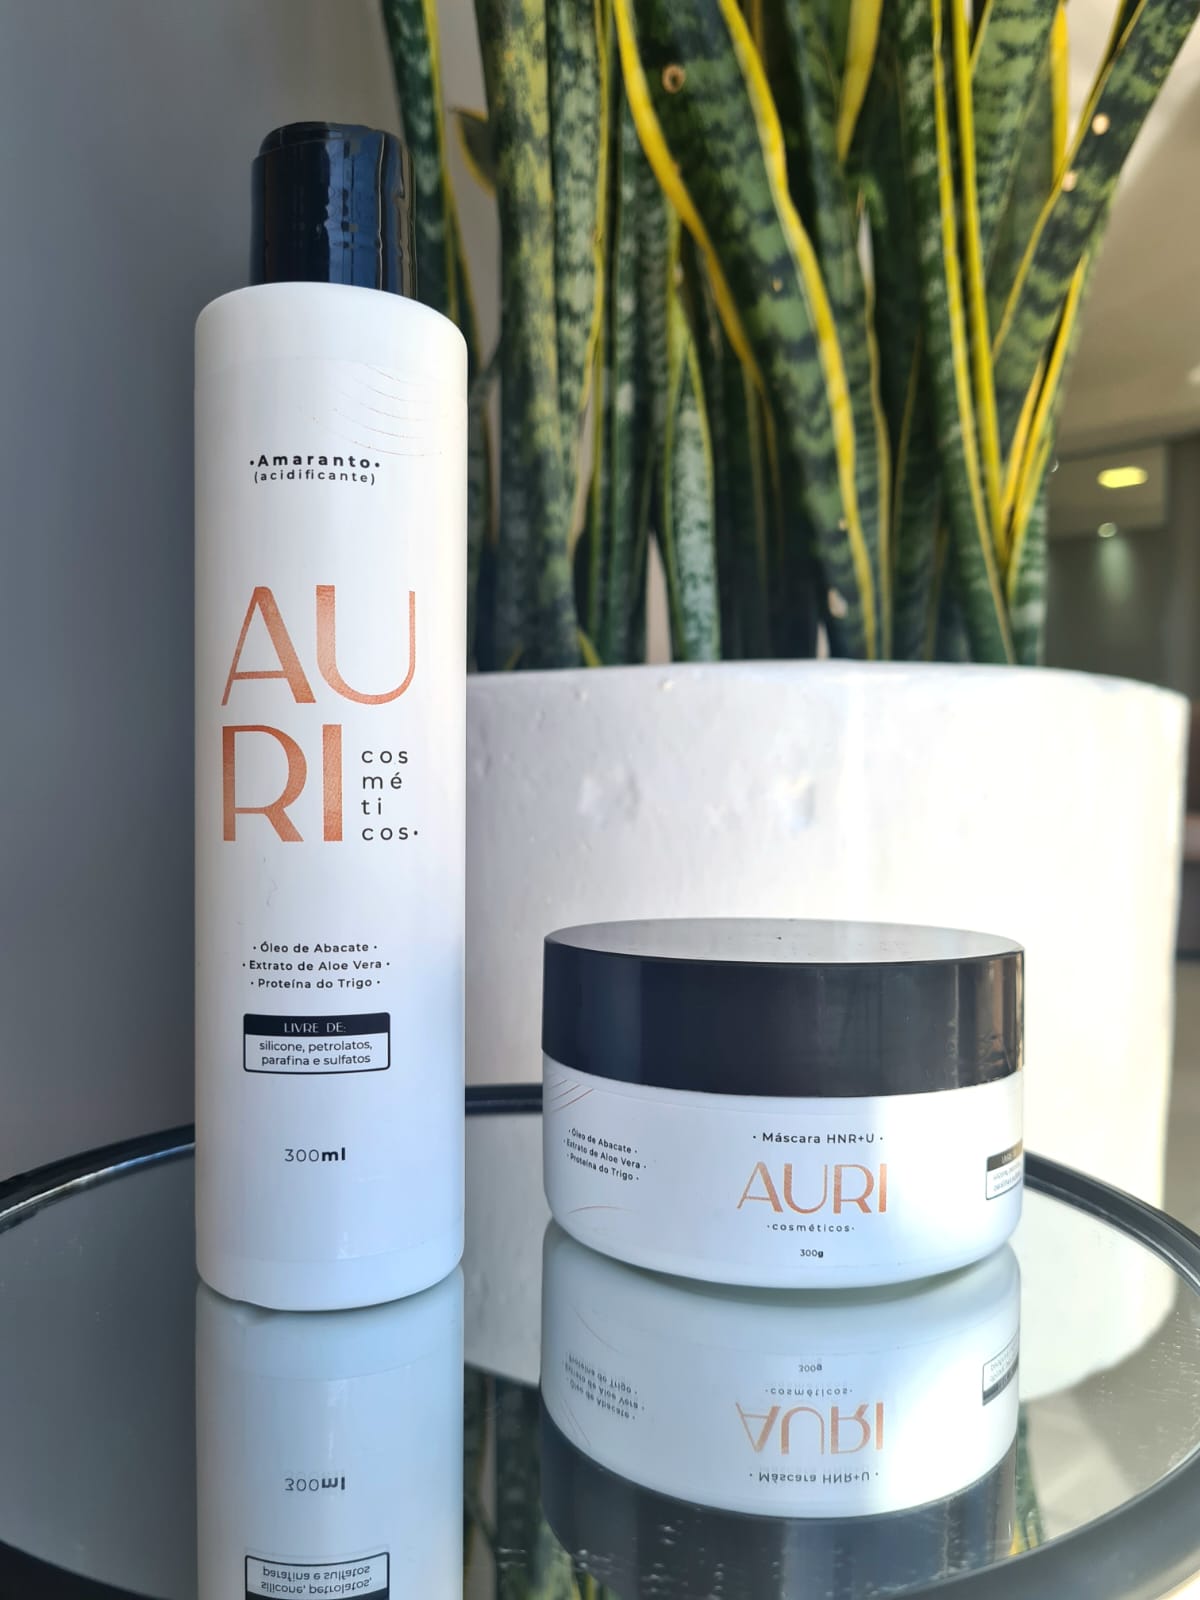 •Amaranto•
(acidificante)
AU
RI
cos
mé
ti
cos•
• Óleo de Abacate •
• Extrato de Aloe Vera •
• Proteína do Trigo •
LIVRE DE:
silicone, petrolatos,
parafina e sulfatos
300ml
• Óleo de Abacate •
• Extrato de Aloe Vera •
• Proteína do Trigo •
• Máscara HNR+U •
AURI
•cosméticos•
300g